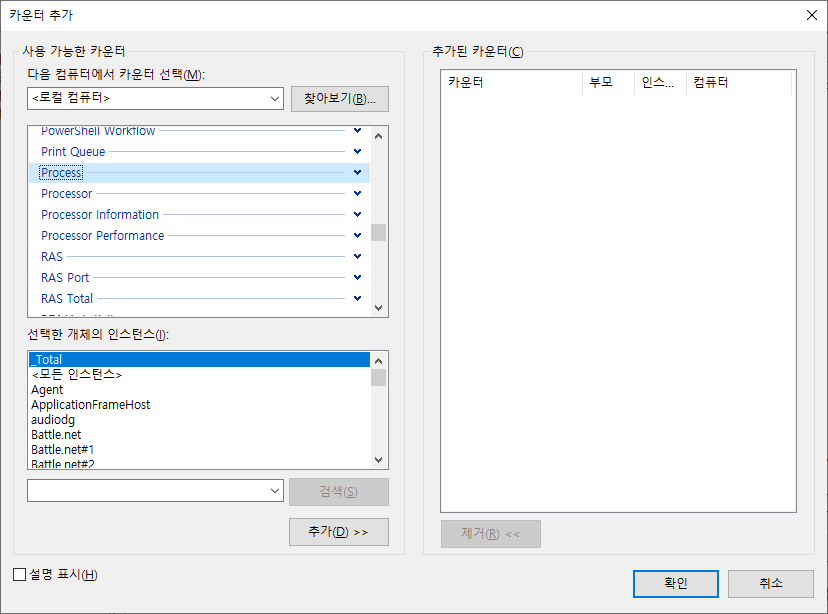 카운터 추가
사용 가능한 카운터
다음 컴퓨터에서 카운터 선택(M):
<로컬 컴퓨터>
찾아보기(B)...
PowerShell Workflow
Print Queue
Process
Processor
Processor Information
Processor Performance
RAS
RAS Port
RAS Total
선택한 개체의 인스턴스(I):
_Total
<모든 인스턴스>
Agent
ApplicationFrameHost
audiodg
Battle.net
Battle.net#1
Battle.net#2
검색(S)
추가(D) >>
설명 표시(H)
추가된 카운터(C)
카운터 부모 인스... 컴퓨터
제거(R) <<
확인 취소